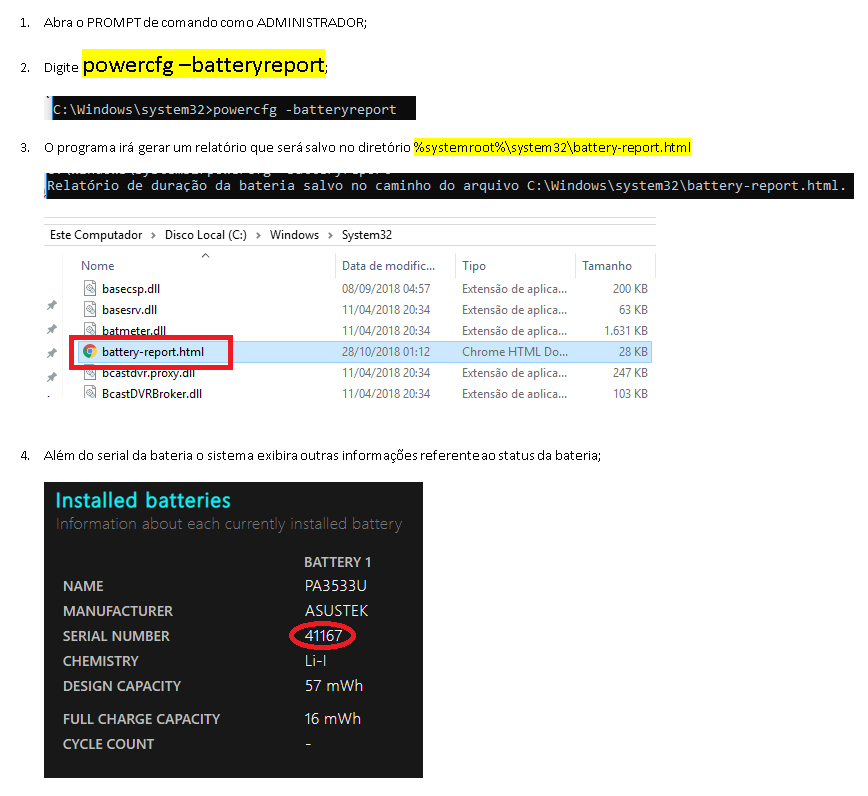 1. Abra o PROMPT de comando como ADMINISTRADOR;
2. Digite powercfg –batteryreport;
C:\Windows\system32>powercfg -batteryreport
3. O programa irá gerar um relatório que será salvo no diretório %systemroot%\system32\battery-report.html
Relatório de duração da bateria salvo no caminho do arquivo C:\Windows\system32\battery-report.html.
Este Computador > Disco Local (C:) > Windows > System32
Nome Data de modific... Tipo Tamanho
basecsp.dll 08/09/2018 04:57 Extensão de aplica... 200 KB
basesrv.dll 11/04/2018 20:34 Extensão de aplica... 63 KB
batmeter.dll 11/04/2018 20:34 Extensão de aplica... 1.631 KB
battery-report.html 28/10/2018 01:12 Chrome HTML Do... 28 KB
bcastdvr.proxy.dll 11/04/2018 20:34 Extensão de aplica... 247 KB
BcastDVRBroker.dll 11/04/2018 20:34 Extensão de aplica... 103 KB
4. Além do serial da bateria o sistema exibira outras informações referente ao status da bateria;
Installed batteries
Information about each currently installed battery
BATTERY 1
NAME PA3533U
MANUFACTURER ASUSTEK
SERIAL NUMBER 41167
CHEMISTRY Li-I
DESIGN CAPACITY 57 mWh
FULL CHARGE CAPACITY 16 mWh
CYCLE COUNT -